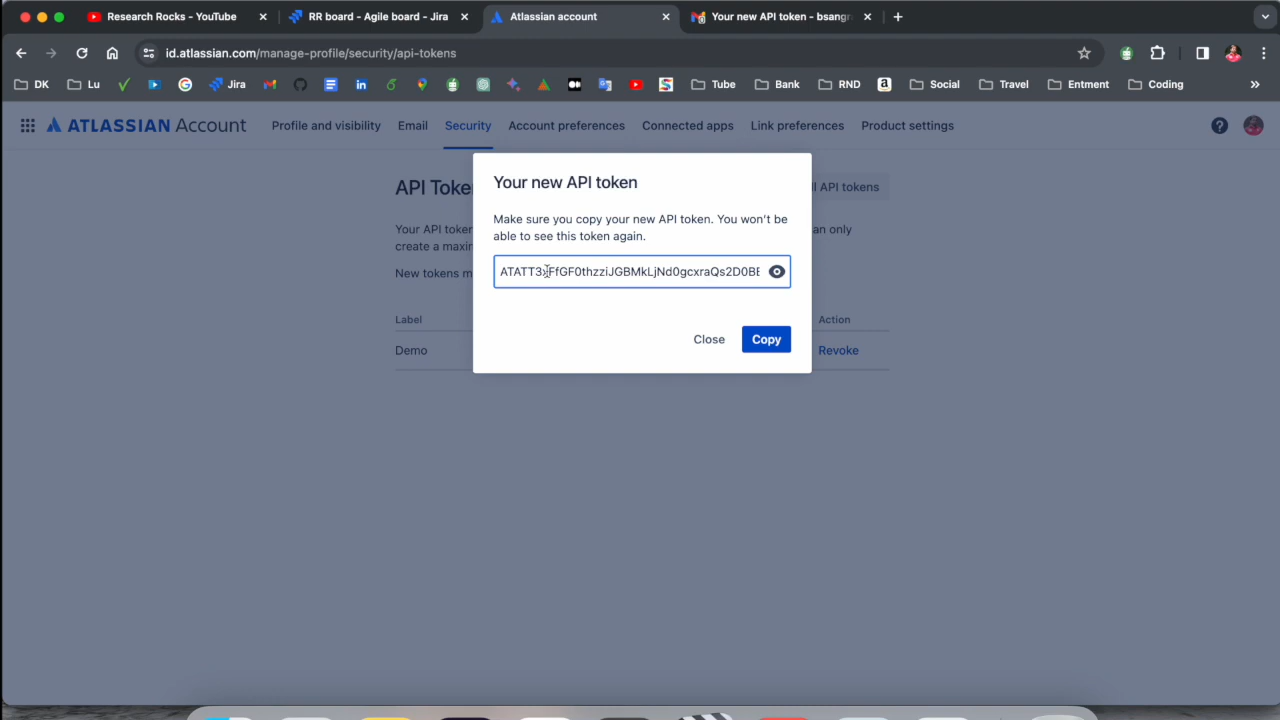 Research Rocks - YouTube
RR board - Agile board - Jira
Atlassian account
Your new API token - bsangr
id.atlassian.com/manage-profile/security/api-tokens
DK
Lu
Jira
Tube
Bank
RND
Social
Travel
Entment
Coding
ATLASSIAN Account
Profile and visibility
Email
Security
Account preferences
Connected apps
Link preferences
Product settings
API Toke
ll API tokens
Your new API token
Your API token
an only
create a maxim
New tokens m
Make sure you copy your new API token. You won't be
able to see this token again.
Label
Action
Close
Copy
Demo
Revoke